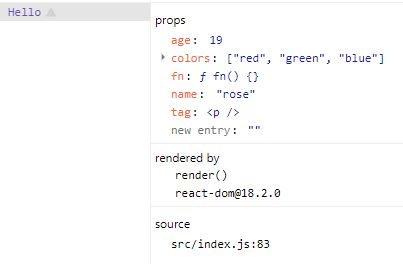 Hello
props
age: 19
colors: ["red", "green", "blue"]
fn: ƒ fn() {}
name: "rose"
tag: <p />
new entry: ""
rendered by
render()
react-dom@18.2.0
source
src/index.js:83